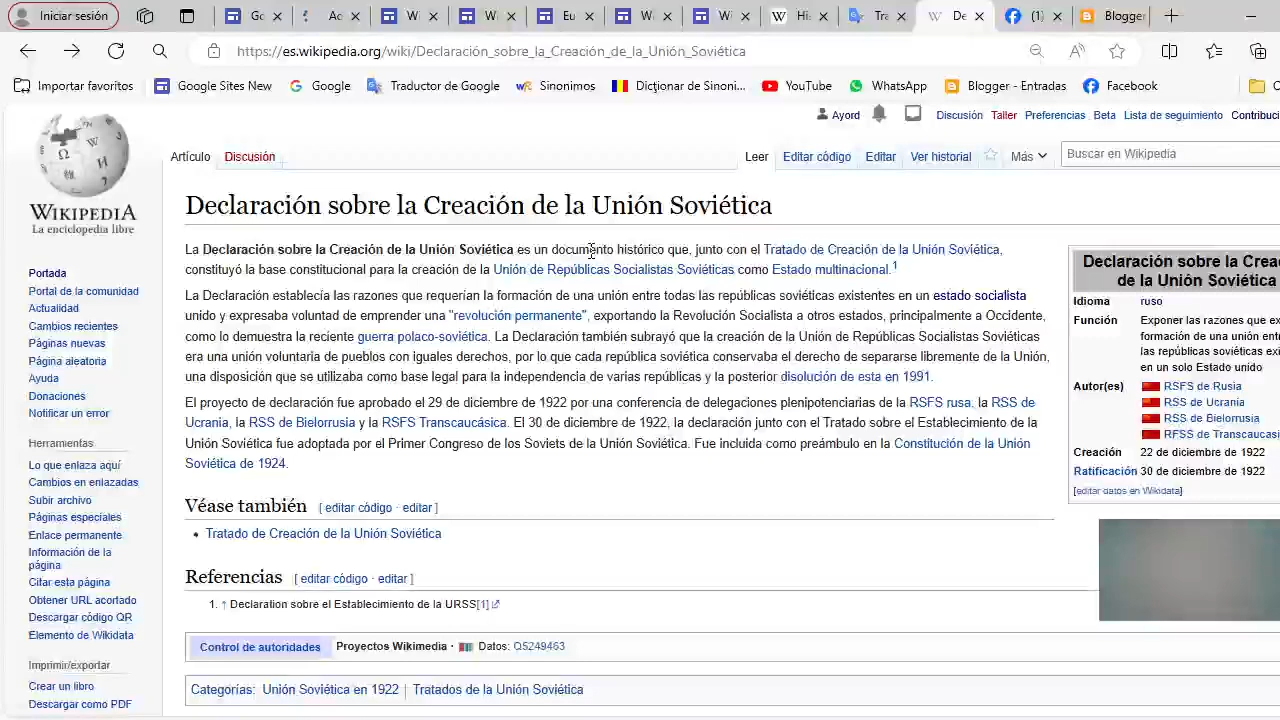 Iniciar sesión
Go
Ac
W
W
Eu
W
W
His
Tra
De
(1)
Blogger
https://es.wikipedia.org/wiki/Declaración_sobre_la_Creación_de_la_Unión_Soviética
Importar favoritos
Google Sites New
Google
Traductor de Google
Sinonimos
Dicționar de Sinoni...
YouTube
WhatsApp
Blogger - Entradas
Facebook
Ayord
Discusión
Taller
Preferencias
Beta
Lista de seguimiento
Contribuci
Artículo
Discusión
Leer
Editar código
Editar
Ver historial
Más
Buscar en Wikipedia
WIKIPEDIA
La enciclopedia libre
Portada
Portal de la comunidad
Actualidad
Cambios recientes
Páginas nuevas
Página aleatoria
Ayuda
Donaciones
Notificar un error
Herramientas
Lo que enlaza aquí
Cambios en enlazadas
Subir archivo
Páginas especiales
Enlace permanente
Información de la
página
Citar esta página
Obtener URL acortado
Descargar código QR
Elemento de Wikidata
Imprimir/exportar
Crear un libro
Descargar como PDF
Declaración sobre la Creación de la Unión Soviética
La Declaración sobre la Creación de la Unión Soviética es un documento histórico que, junto con el Tratado de Creación de la Unión Soviética,
constituyó la base constitucional para la creación de la Unión de Repúblicas Socialistas Soviéticas como Estado multinacional.1
La Declaración establecía las razones que requerían la formación de una unión entre todas las repúblicas soviéticas existentes en un estado socialista
unido y expresaba voluntad de emprender una "revolución permanente", exportando la Revolución Socialista a otros estados, principalmente a Occidente,
como lo demuestra la reciente guerra polaco-soviética. La Declaración también subrayó que la creación de la Unión de Repúblicas Socialistas Soviéticas
era una unión voluntaria de pueblos con iguales derechos, por lo que cada república soviética conservaba el derecho de separarse libremente de la Unión,
una disposición que se utilizaba como base legal para la independencia de varias repúblicas y la posterior disolución de esta en 1991.
El proyecto de declaración fue aprobado el 29 de diciembre de 1922 por una conferencia de delegaciones plenipotenciarias de la RSFS rusa, la RSS de
Ucrania, la RSS de Bielorrusia y la RSFS Transcaucásica. El 30 de diciembre de 1922, la declaración junto con el Tratado sobre el Establecimiento de la
Unión Soviética fue adoptada por el Primer Congreso de los Soviets de la Unión Soviética. Fue incluida como preámbulo en la Constitución de la Unión
Soviética de 1924.
Véase también [ editar código · editar ]
Tratado de Creación de la Unión Soviética
Referencias [ editar código · editar ]
1. ↑ Declaration sobre el Establecimiento de la URSS[1]
Control de autoridades
Proyectos Wikimedia · Datos: Q5249463
Categorías: Unión Soviética en 1922 | Tratados de la Unión Soviética
Declaración sobre la Crea
de la Unión Soviética
Idioma ruso
Función Exponer las razones que ex
formación de una unión entre
las repúblicas soviéticas exi
en un solo Estado unido
Autor(es) RSFS de Rusia
RSS de Ucrania
RSS de Bielorrusia
RFSS de Transcaucasi
Creación 22 de diciembre de 1922
Ratificación 30 de diciembre de 1922
[editar datos en Wikidata]